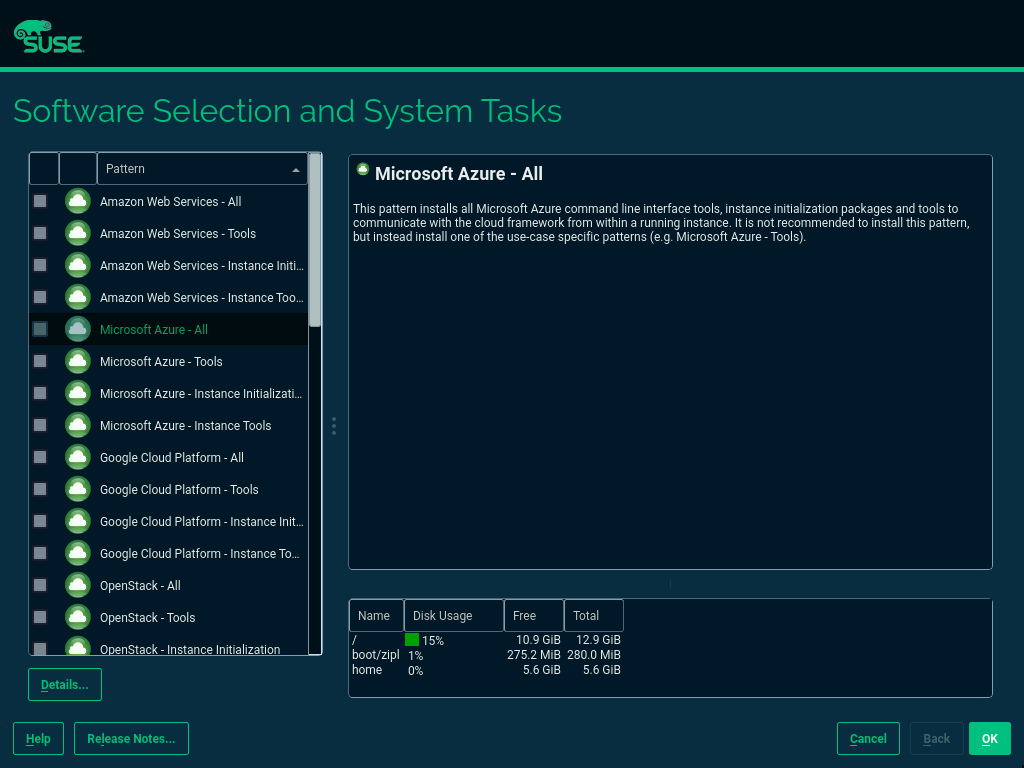 SUSE
Software Selection and System Tasks
Pattern
Amazon Web Services - All
Amazon Web Services - Tools
Amazon Web Services - Instance Initi...
Amazon Web Services - Instance Too...
Microsoft Azure - All
Microsoft Azure - Tools
Microsoft Azure - Instance Initializati...
Microsoft Azure - Instance Tools
Google Cloud Platform - All
Google Cloud Platform - Tools
Google Cloud Platform - Instance Init...
Google Cloud Platform - Instance To...
OpenStack - All
OpenStack - Tools
OpenStack - Instance Initialization
Details...
Microsoft Azure - All
This pattern installs all Microsoft Azure command line interface tools, instance initialization packages and tools to
communicate with the cloud framework from within a running instance. It is not recommended to install this pattern,
but instead install one of the use-case specific patterns (e.g. Microsoft Azure - Tools).
Name Disk Usage Free Total
/ 15% 10.9 GiB 12.9 GiB
boot/zipl 1% 275.2 MiB 280.0 MiB
home 0% 5.6 GiB 5.6 GiB
Help Release Notes... Cancel Back OK